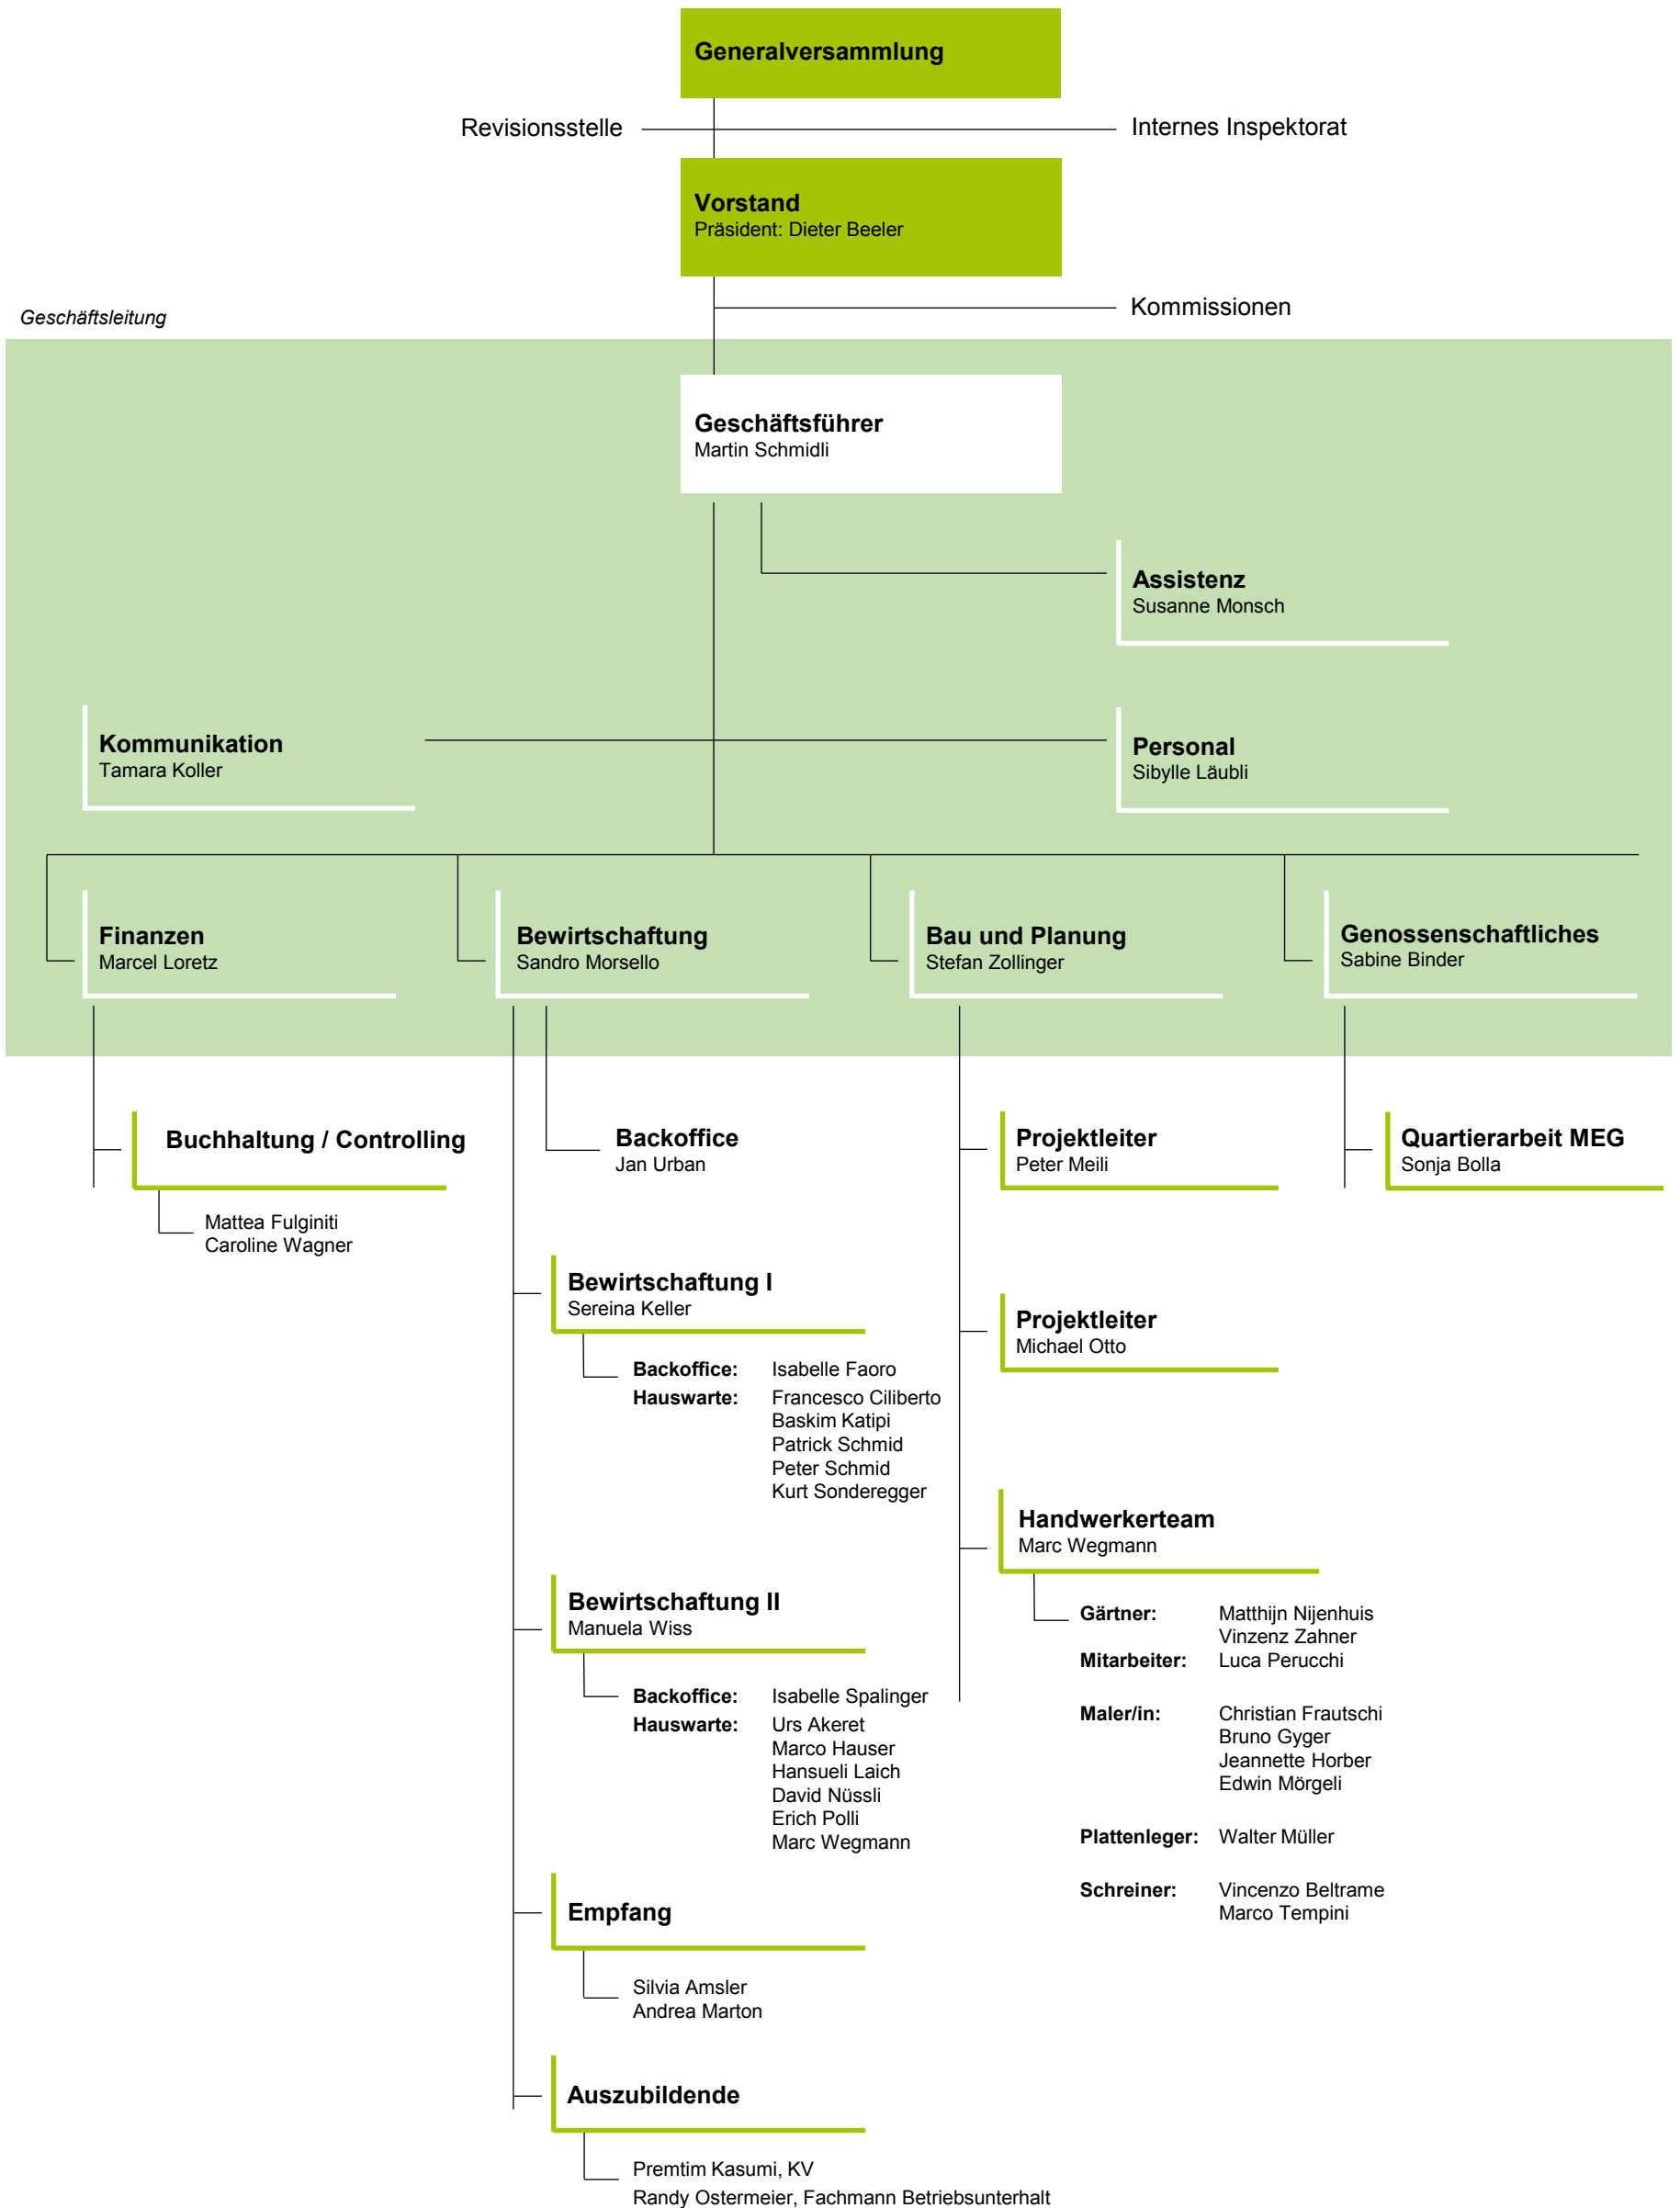 Generalversammlung
Revisionsstelle
Internes Inspektorat
Vorstand
Präsident: Dieter Beeler
Kommissionen
Geschäftsleitung
Geschäftsführer
Martin Schmidli
Assistenz
Susanne Monsch
Kommunikation
Tamara Koller
Personal
Sibylle Läubli
Finanzen
Marcel Loretz
Bewirtschaftung
Sandro Morsello
Bau und Planung
Stefan Zollinger
Genossenschaftliches
Sabine Binder
Buchhaltung / Controlling
Mattea Fulginiti
Caroline Wagner
Backoffice
Jan Urban
Bewirtschaftung I
Sereina Keller
Backoffice: Isabelle Faoro
Hauswarte: Francesco Ciliberto
Baskim Katipi
Patrick Schmid
Peter Schmid
Kurt Sonderegger
Bewirtschaftung II
Manuela Wiss
Backoffice: Isabelle Spalinger
Hauswarte: Urs Akeret
Marco Hauser
Hansueli Laich
David Nüssli
Erich Polli
Marc Wegmann
Empfang
Silvia Amsler
Andrea Marton
Auszubildende
Premtim Kasumi, KV
Randy Ostermeier, Fachmann Betriebsunterhalt
Projektleiter
Peter Meili
Projektleiter
Michael Otto
Handwerkerteam
Marc Wegmann
Gärtner: Matthijn Nijenhuis
Vinzenz Zahner
Mitarbeiter: Luca Perucchi
Maler/in: Christian Frautschi
Bruno Gyger
Jeannette Horber
Edwin Mörgeli
Plattenleger: Walter Müller
Schreiner: Vincenzo Beltrame
Marco Tempini
Quartierarbeit MEG
Sonja Bolla